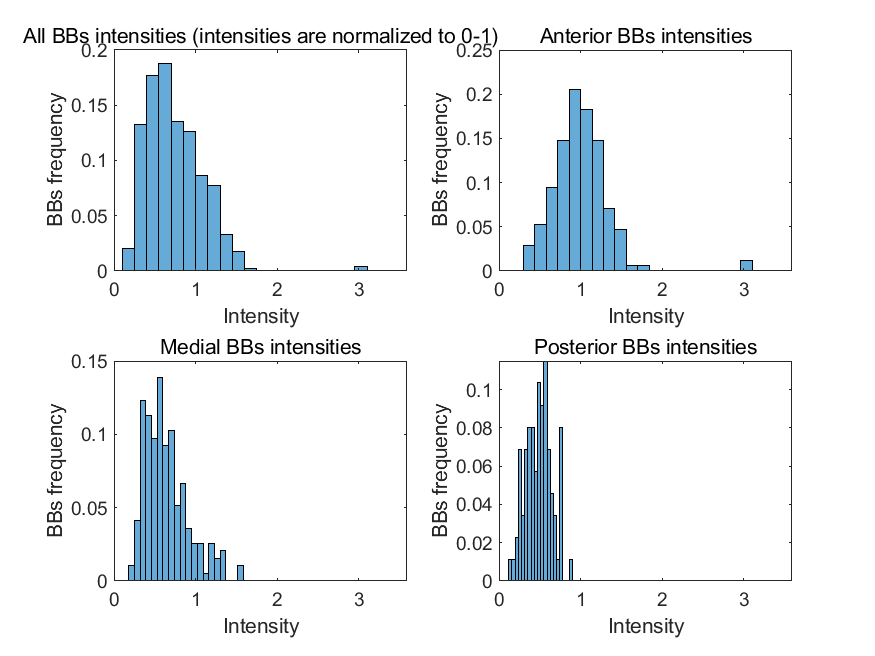 All BBs intensities (intensities are normalized to 0-1)
0.2
0.15
0.1
0.05
0
BBs frequency
0 1 2 3
Intensity
Anterior BBs intensities
0.25
0.2
0.15
0.1
0.05
0
BBs frequency
0 1 2 3
Intensity
Medial BBs intensities
0.15
0.1
0.05
0
BBs frequency
0 1 2 3
Intensity
Posterior BBs intensities
0.1
0.08
0.06
0.04
0.02
0
BBs frequency
0 1 2 3
Intensity